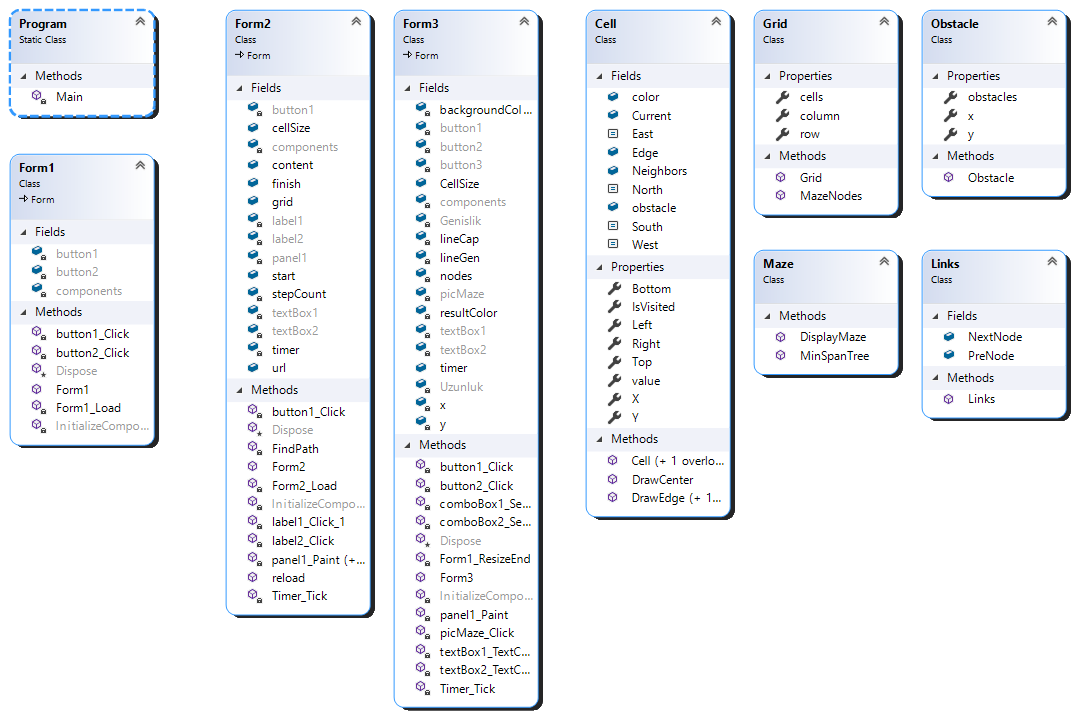 Program
Static Class
Methods
Main
Form1
Class
Form
Fields
button1
button2
components
Methods
button1_Click
button2_Click
Dispose
Form1
Form1_Load
InitializeCompo...
Form2
Class
Form
Fields
button1
cellSize
components
content
finish
grid
label1
label2
panel1
start
stepCount
textBox1
textBox2
timer
url
Methods
button1_Click
Dispose
FindPath
Form2
Form2_Load
InitializeCompo...
label1_Click_1
label2_Click
panel1_Paint (+...
reload
Timer_Tick
Form3
Class
Form
Fields
backgroundCol...
button1
button2
button3
CellSize
components
Genislik
lineCap
lineGen
nodes
picMaze
resultColor
textBox1
textBox2
timer
Uzunluk
x
y
Methods
button1_Click
button2_Click
comboBox1_Se...
comboBox2_Se...
Dispose
Form1_ResizeEnd
Form3
InitializeCompo...
panel1_Paint
picMaze_Click
textBox1_TextC...
textBox2_TextC...
Timer_Tick
Cell
Class
Fields
color
Current
East
Edge
Neighbors
North
obstacle
South
West
Properties
Bottom
IsVisited
Left
Right
Top
value
X
Y
Methods
Cell (+ 1 overlo...
DrawCenter
DrawEdge (+ 1...
Grid
Class
Properties
cells
column
row
Methods
Grid
MazeNodes
Maze
Class
Methods
DisplayMaze
MinSpanTree
Obstacle
Class
Properties
obstacles
x
y
Methods
Obstacle
Links
Class
Fields
NextNode
PreNode
Methods
Links